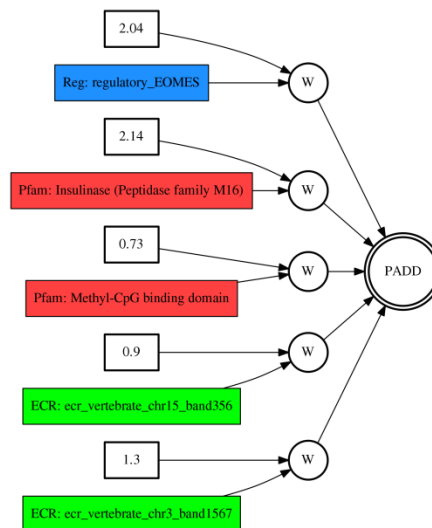 2.04
W
Reg: regulatory_EOMES
2.14
W
Pfam: Insulinase (Peptidase family M16)
0.73
W
PADD
Pfam: Methyl-CpG binding domain
0.9
W
ECR: ecr_vertebrate_chr15_band356
1.3
W
ECR: ecr_vertebrate_chr3_band1567